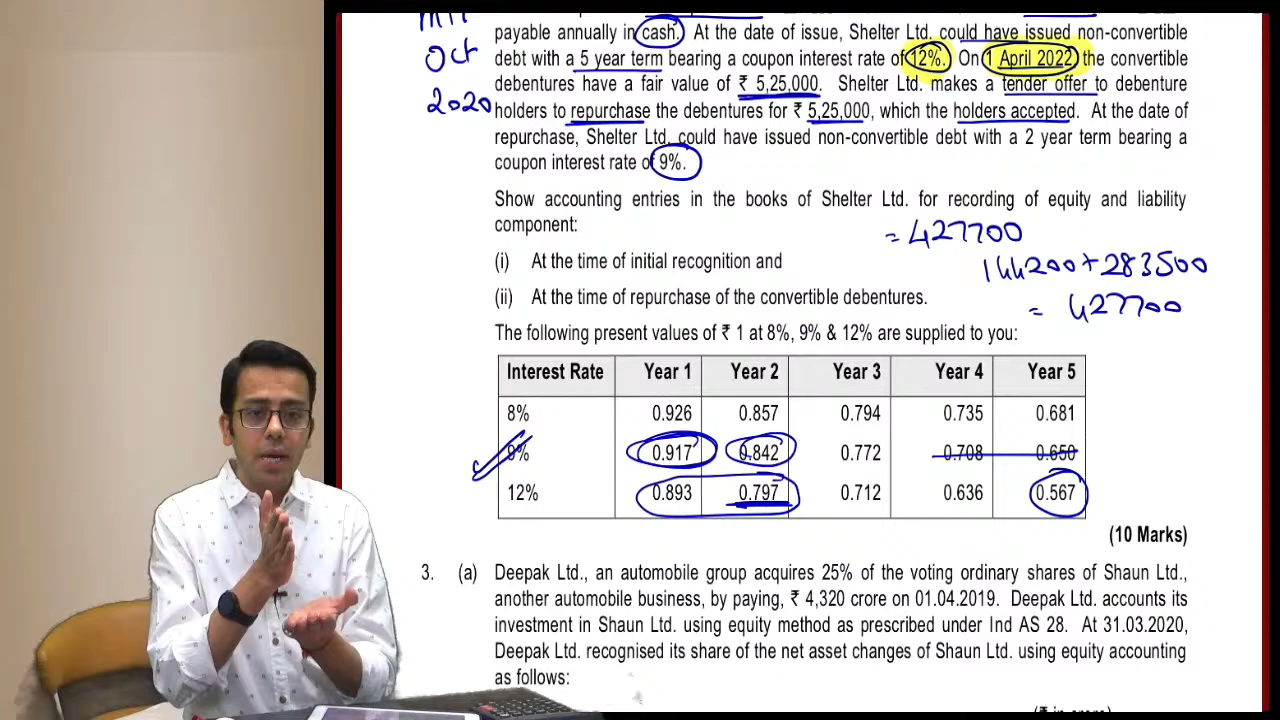 MTP
payable annually in cash. At the date of issue, Shelter Ltd. could have issued non-convertible
Oct
debt with a 5 year term bearing a coupon interest rate of 12%. On 1 April 2022 the convertible
debentures have a fair value of ₹ 5,25,000. Shelter Ltd. makes a tender offer to debenture
2020
holders to repurchase the debentures for ₹ 5,25,000, which the holders accepted. At the date of
repurchase, Shelter Ltd. could have issued non-convertible debt with a 2 year term bearing a
coupon interest rate of 9%.
Show accounting entries in the books of Shelter Ltd. for recording of equity and liability
component:
= 427700
(i) At the time of initial recognition and
144200 + 283500
(ii) At the time of repurchase of the convertible debentures.
= 427700
The following present values of ₹ 1 at 8%, 9% & 12% are supplied to you:
Interest Rate Year 1 Year 2 Year 3 Year 4 Year 5
8% 0.926 0.857 0.794 0.735 0.681
9% 0.917 0.842 0.772 0.708 0.650
12% 0.893 0.797 0.712 0.636 0.567
(10 Marks)
3. (a) Deepak Ltd., an automobile group acquires 25% of the voting ordinary shares of Shaun Ltd.,
another automobile business, by paying, ₹ 4,320 crore on 01.04.2019. Deepak Ltd. accounts its
investment in Shaun Ltd. using equity method as prescribed under Ind AS 28. At 31.03.2020,
Deepak Ltd. recognised its share of the net asset changes of Shaun Ltd. using equity accounting
as follows: